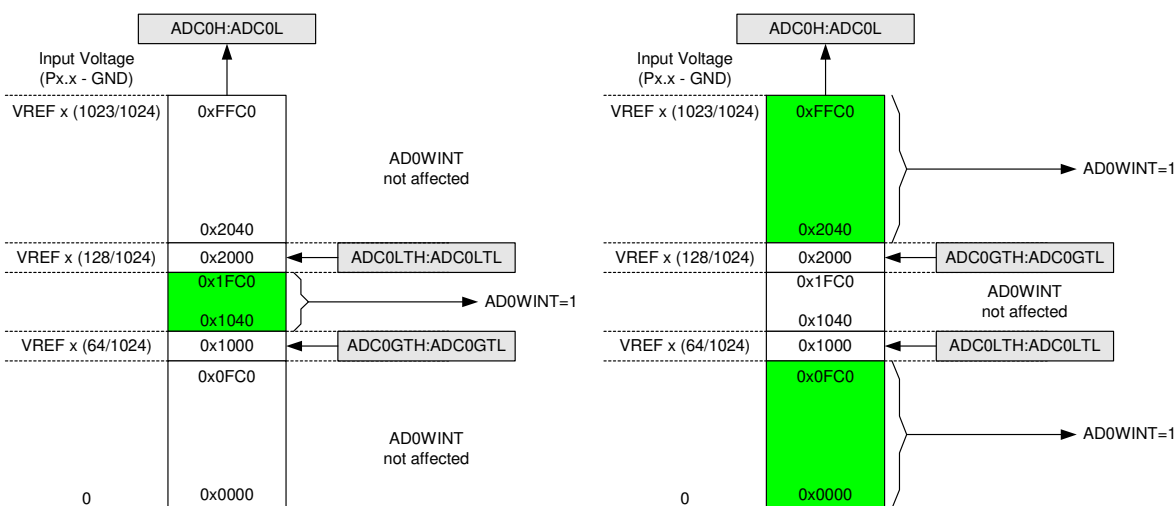 ADC0H:ADC0L
Input Voltage
(Px.x - GND)
VREF x (1023/1024)
0xFFC0
AD0WINT
not affected
0x2040
VREF x (128/1024)
0x2000
ADC0LTH:ADC0LTL
0x1FC0
AD0WINT=1
0x1040
VREF x (64/1024)
0x1000
ADC0GTH:ADC0GTL
0x0FC0
AD0WINT
not affected
0
0x0000
ADC0H:ADC0L
Input Voltage
(Px.x - GND)
VREF x (1023/1024)
0xFFC0
AD0WINT=1
0x2040
VREF x (128/1024)
0x2000
ADC0GTH:ADC0GTL
0x1FC0
AD0WINT
not affected
0x1040
VREF x (64/1024)
0x1000
ADC0LTH:ADC0LTL
0x0FC0
AD0WINT=1
0
0x0000